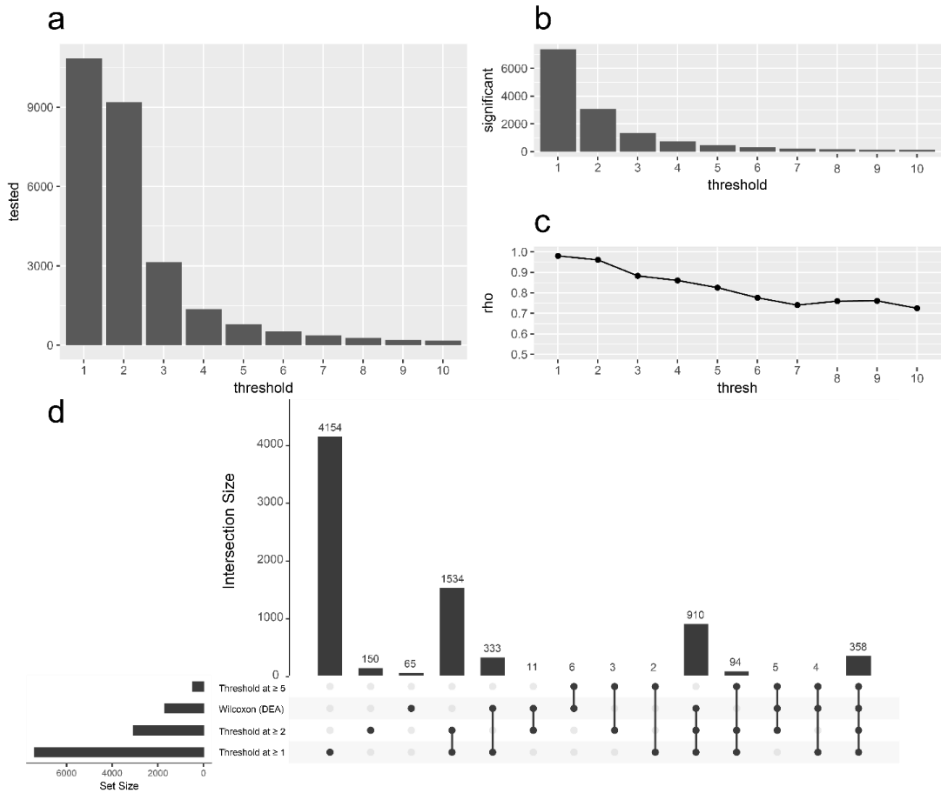 a
tested
9000
6000
3000
0
1 2 3 4 5 6 7 8 9 10
threshold
b
significant
6000
4000
2000
0
1 2 3 4 5 6 7 8 9 10
threshold
c
rho
1.0
0.9
0.8
0.7
0.6
0.5
1 2 3 4 5 6 7 8 9 10
thresh
d
Intersection Size
4000
3000
2000
1000
0
4154 150 65 1534 333 11 6 3 2 910 94 5 4 358
Threshold at ≥ 5
Wilcoxon (DEA)
Threshold at ≥ 2
Threshold at ≥ 1
6000 4000 2000 0
Set Size